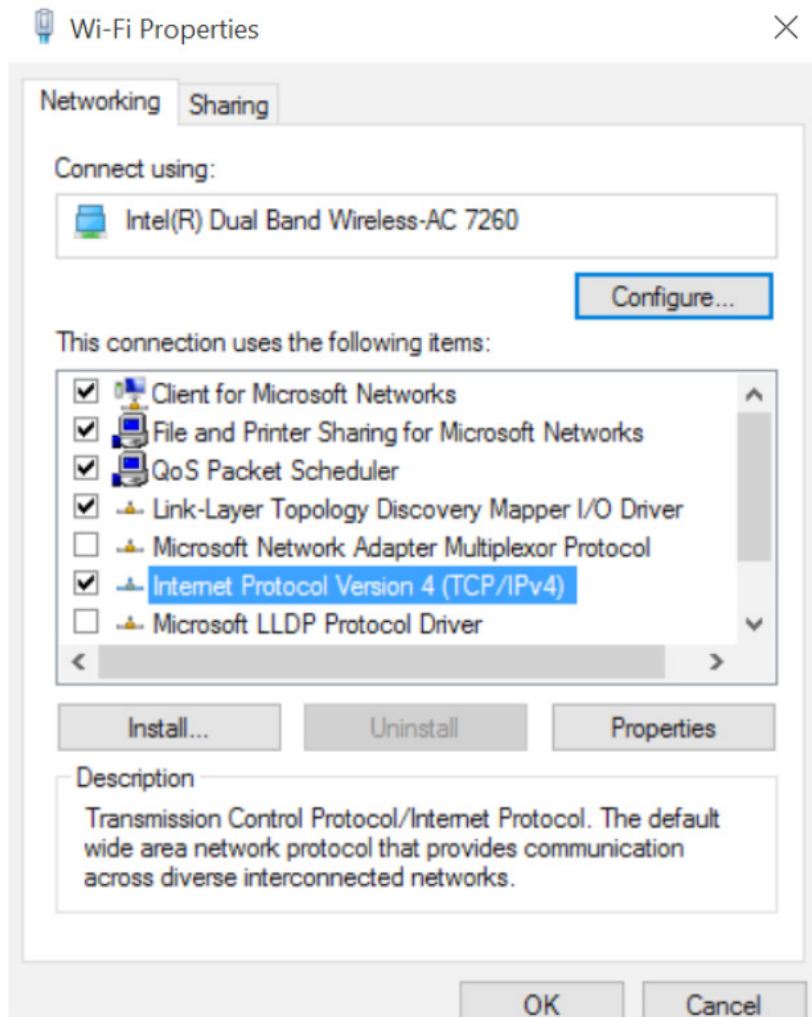 Wi-Fi Properties
Networking
Sharing
Connect using:
Intel(R) Dual Band Wireless-AC 7260
Configure...
This connection uses the following items:
Client for Microsoft Networks
File and Printer Sharing for Microsoft Networks
QoS Packet Scheduler
Link-Layer Topology Discovery Mapper I/O Driver
Microsoft Network Adapter Multiplexor Protocol
Internet Protocol Version 4 (TCP/IPv4)
Microsoft LLDP Protocol Driver
Install...
Uninstall
Properties
Description
Transmission Control Protocol/Internet Protocol. The default
wide area network protocol that provides communication
across diverse interconnected networks.
OK
Cancel